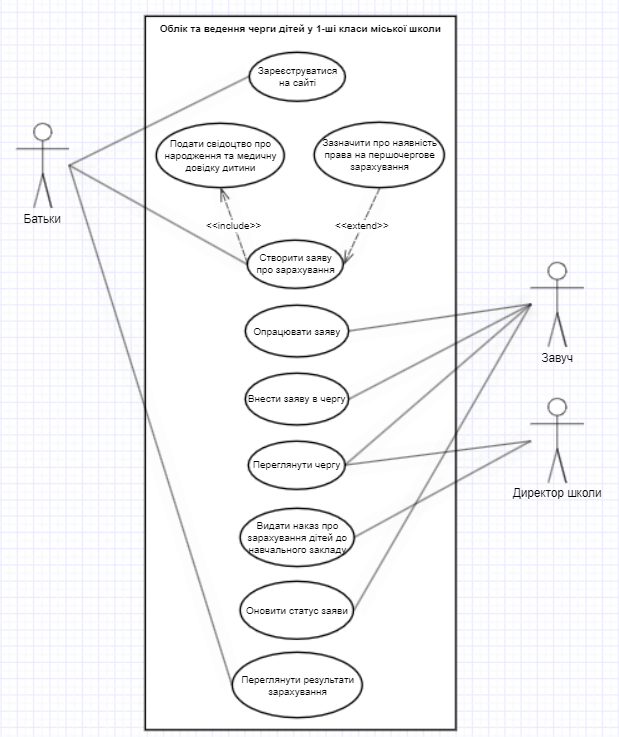 Облік та ведення черги дітей у 1-ші класи міської школи
Зареєструватися
на сайті
Подати свідоцтво про
народження та медичну
довідку дитини
Зазначити про наявність
права на першочергове
зарахування
Батьки
<<include>>
<<extend>>
Створити заяву
про зарахування
Опрацювати заяву
Завуч
Внести заяву в чергу
Переглянути чергу
Директор школи
Видати наказ про
зарахування дітей до
навчального закладу
Оновити статус заяви
Переглянути результати
зарахування